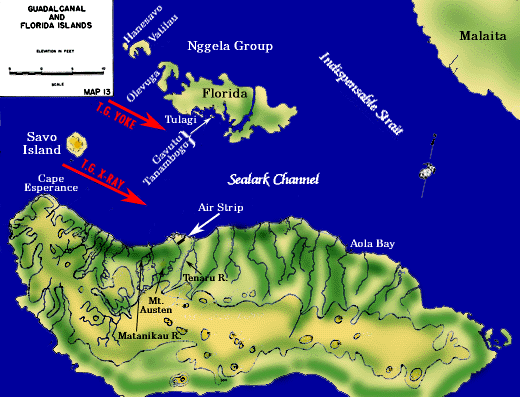 GUADALCANAL
AND
FLORIDA ISLANDS
ELEVATION IN FEET
SCALE
MAP 13
Hanesavo
Vatilau
Nggela Group
Malaita
Olevuga
Florida
Indispensable Strait
T.G. YOKE
Tulagi
Gavutu
Tanambogo
Savo
Island
T.G. X-RAY
Cape
Esperance
Sealark Channel
Air Strip
Aola Bay
Tenaru R.
Mt.
Austen
Matanikau R.